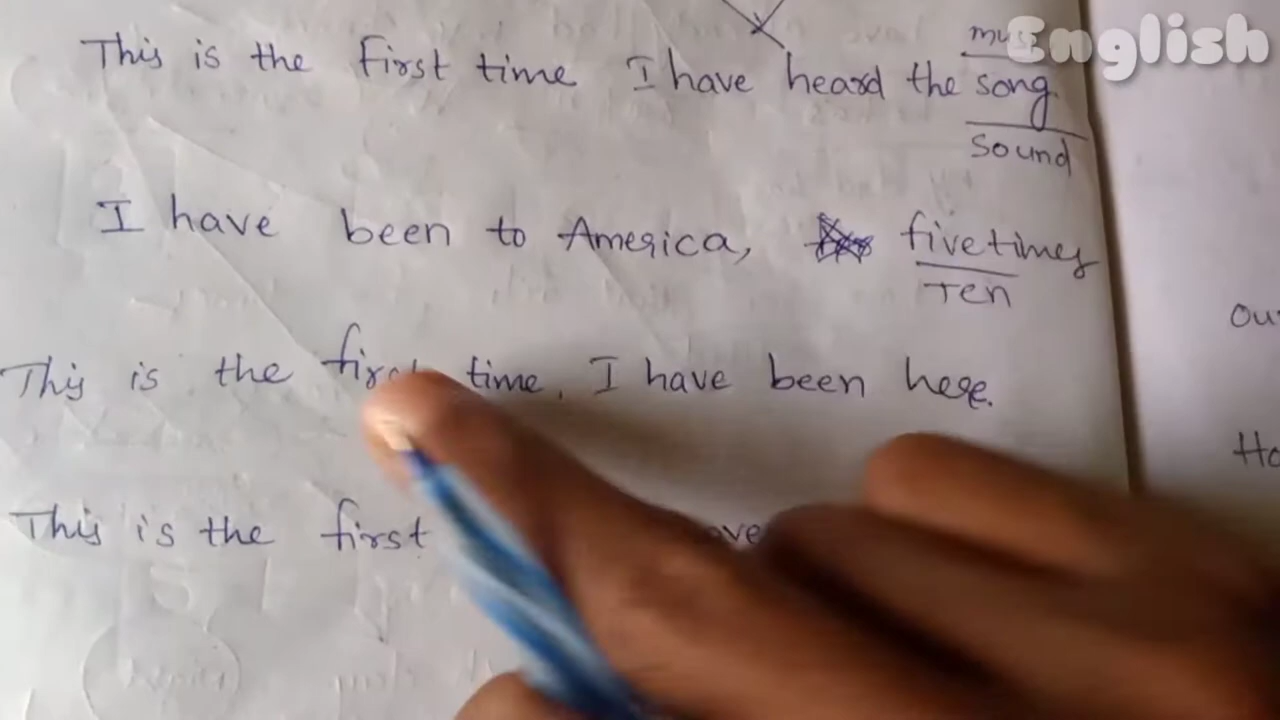 English
This is the first time I have heard the song
sound
I have been to America, five times
Ten
This is the first time, I have been here.
This is the first
ou
Ho